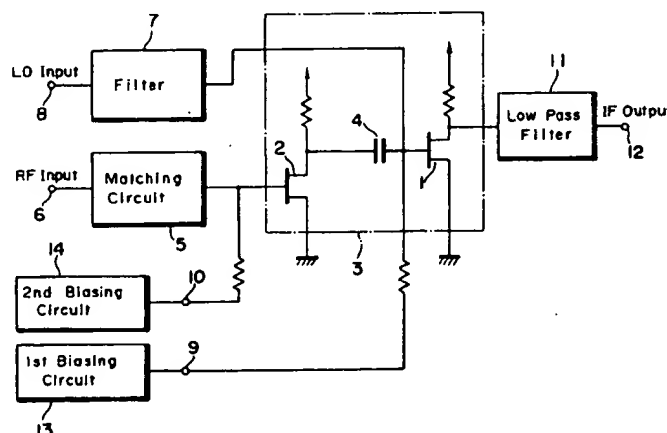 7
LO Input
8
Filter
11
Low Pass
Filter
IF Output
12
4
2
1
RF Input
6
Matching
Circuit
5
3
14
10
2nd Biasing
Circuit
9
1st Biasing
Circuit
13